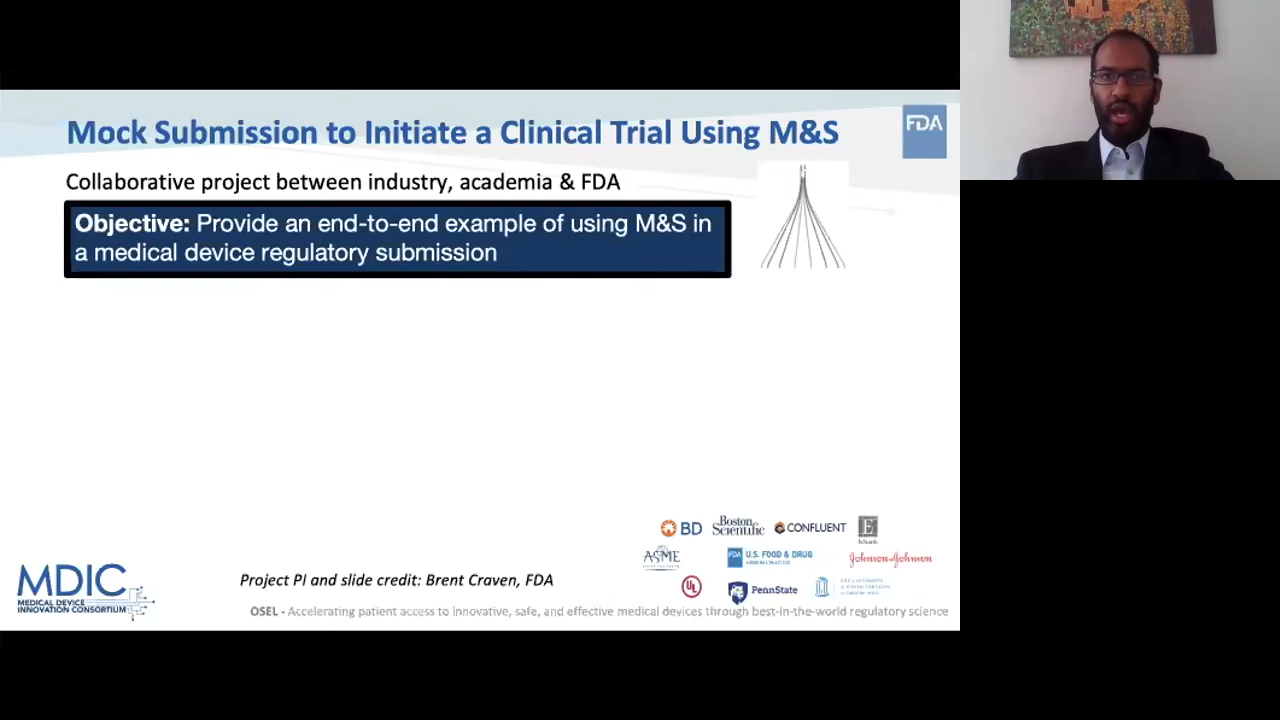 Mock Submission to Initiate a Clinical Trial Using M&S
FDA
Collaborative project between industry, academia & FDA
Objective: Provide an end-to-end example of using M&S in
a medical device regulatory submission
BD
Boston
Scientific
CONFLUENT
E
ASME
FDA
U.S. FOOD & DRUG
Johnson & Johnson
UL
PennState
MDIC
MEDICAL DEVICE
INNOVATION CONSORTIUM
Project PI and slide credit: Brent Craven, FDA
OSEL - Accelerating patient access to innovative, safe, and effective medical devices through best-in-the-world regulatory science